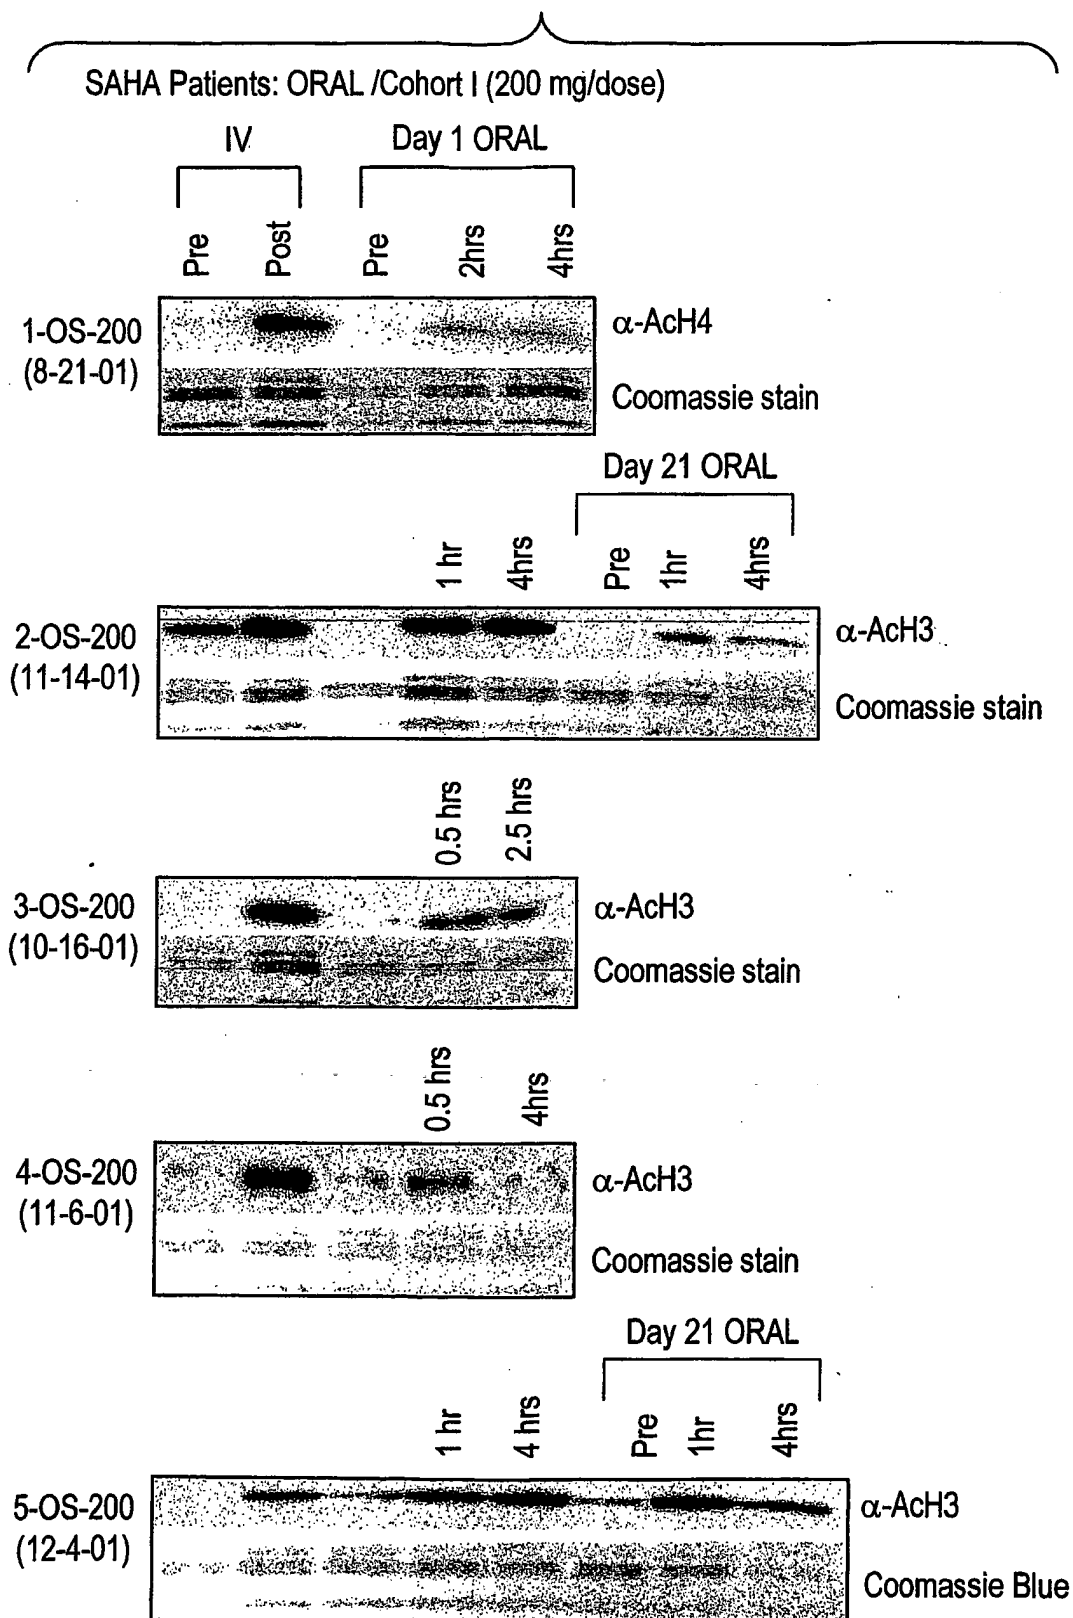 SAHA Patients: ORAL /Cohort I (200 mg/dose)
IV Day 1 ORAL
Pre Post Pre 2hrs 4hrs
1-OS-200
(8-21-01)
α-AcH4
Coomassie stain
Day 21 ORAL
1 hr 4hrs Pre 1hr 4hrs
2-OS-200
(11-14-01)
α-AcH3
Coomassie stain
0.5 hrs 2.5 hrs
3-OS-200
(10-16-01)
α-AcH3
Coomassie stain
0.5 hrs 4hrs
4-OS-200
(11-6-01)
α-AcH3
Coomassie stain
Day 21 ORAL
1 hr 4 hrs Pre 1hr 4hrs
5-OS-200
(12-4-01)
α-AcH3
Coomassie Blue